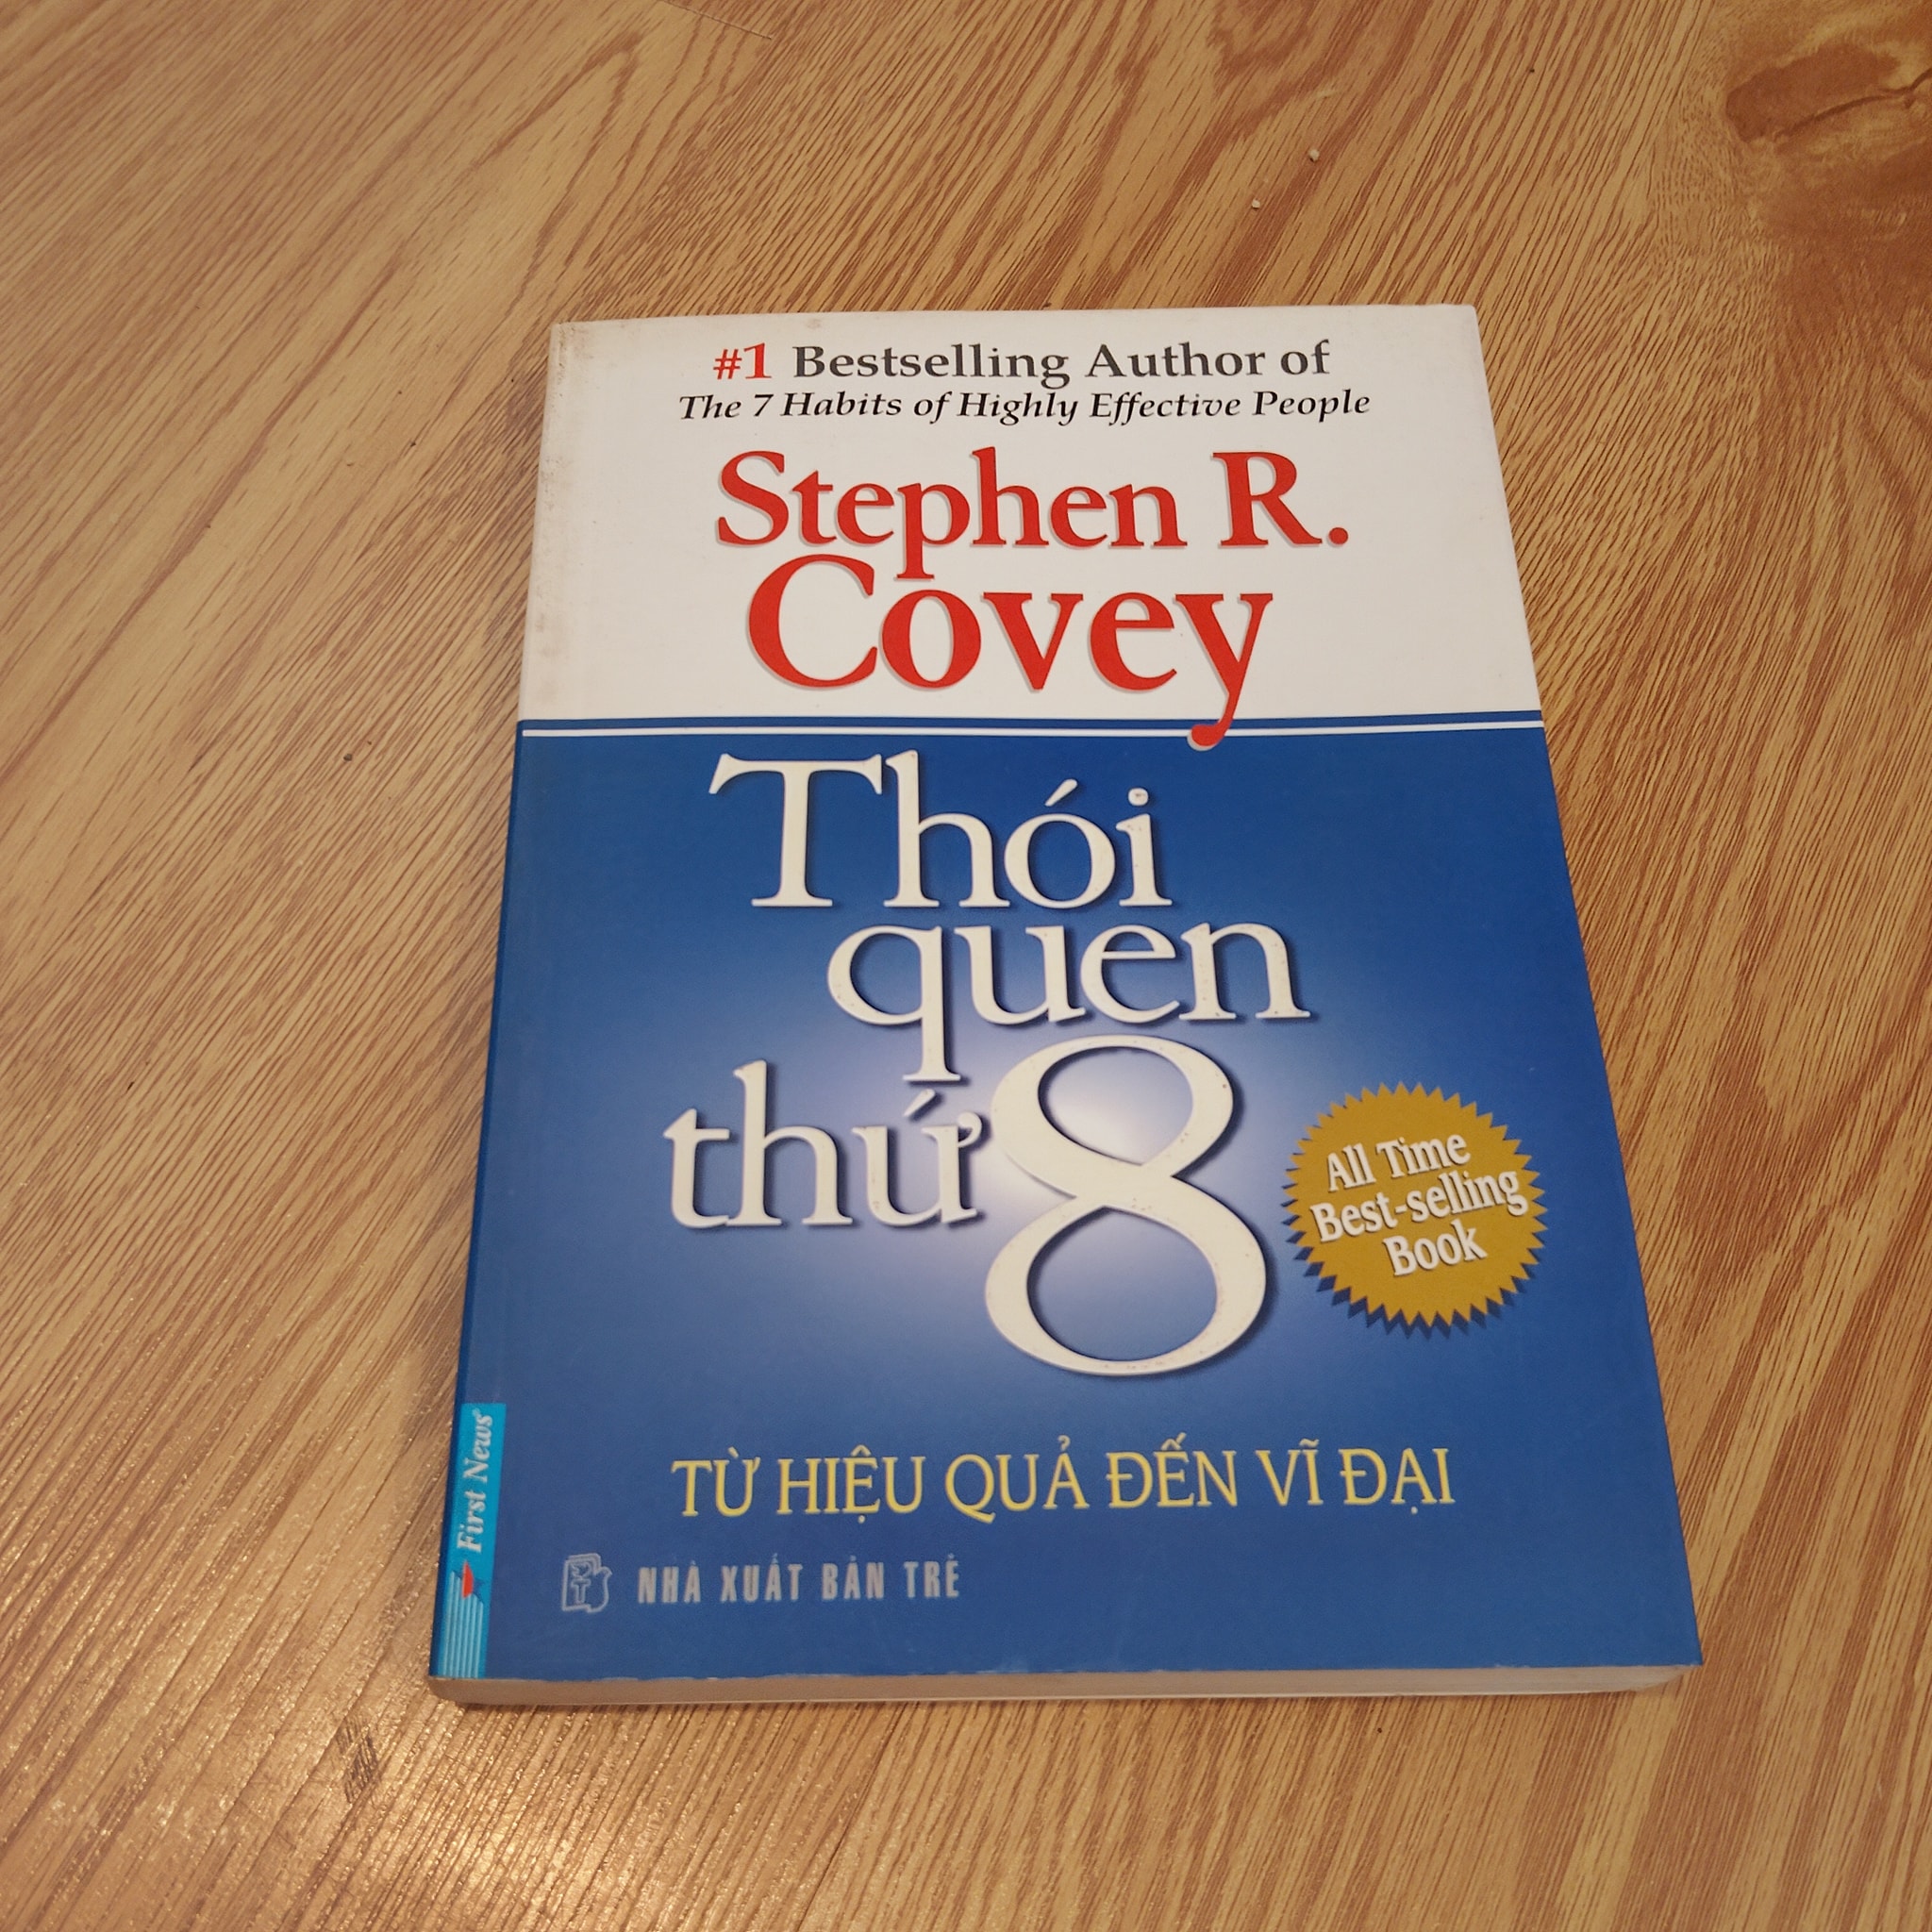 #1 Bestselling Author of
The 7 Habits of Highly Effective People
Stephen R.
Covey
Thói
quen
thứ 8
All Time
Best-selling
Book
TỪ HIỆU QUẢ ĐẾN VĨ ĐẠI
First News
NHÀ XUẤT BẢN TRẺ